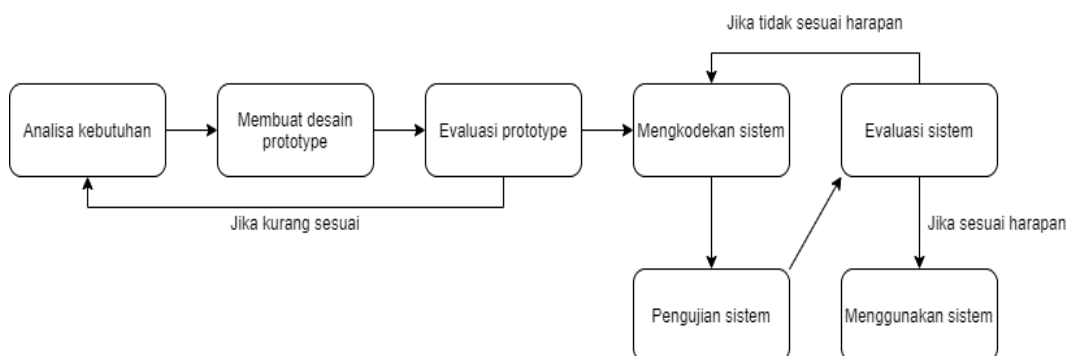 Jika tidak sesuai harapan
Analisa kebutuhan
Membuat desain
prototype
Evaluasi prototype
Mengkodekan sistem
Evaluasi sistem
Jika kurang sesuai
Jika sesuai harapan
Pengujian sistem
Menggunakan sistem